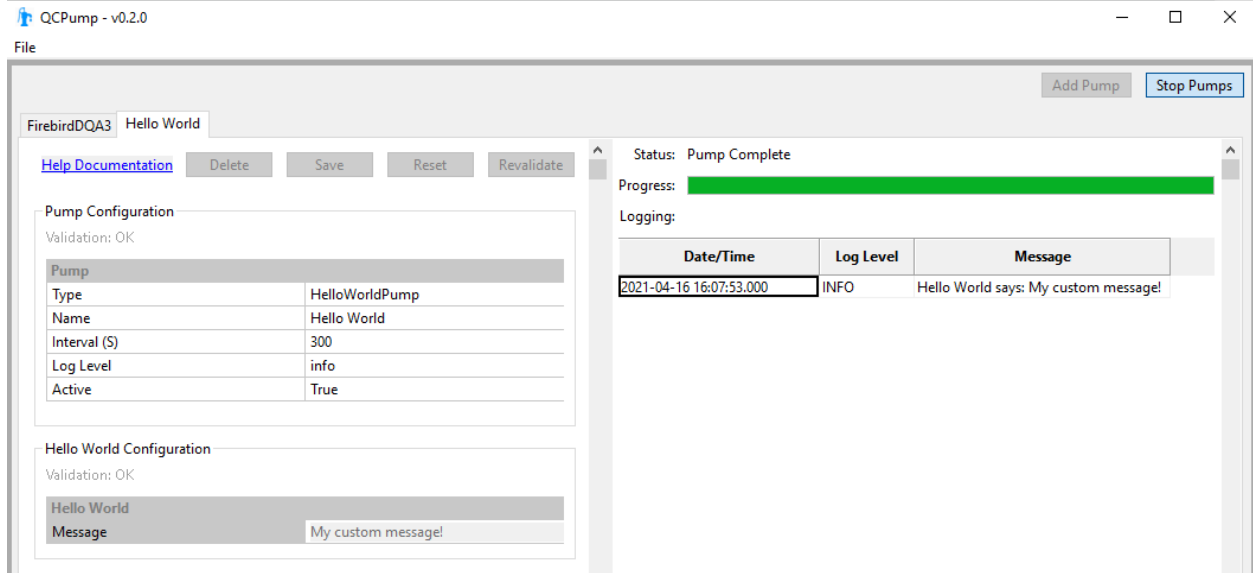 QCPump - v0.2.0
File
Add Pump Stop Pumps
FirebirdDQA3 Hello World
Help Documentation Delete Save Reset Revalidate
Pump Configuration
Validation: OK
Pump
Type HelloWorldPump
Name Hello World
Interval (S) 300
Log Level info
Active True
Hello World Configuration
Validation: OK
Hello World
Message My custom message!
Status: Pump Complete
Progress:
Logging:
Date/Time Log Level Message
2021-04-16 16:07:53.000 INFO Hello World says: My custom message!